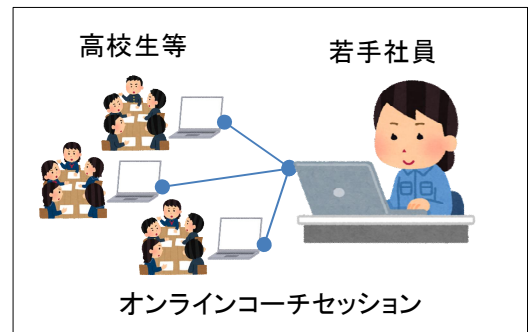 高校生等
若手社員
オンラインコーチセッション